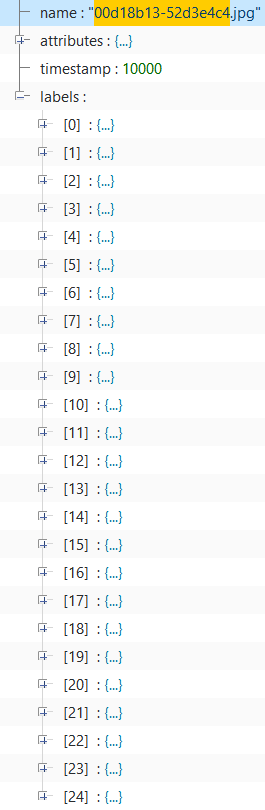 name : "00d18b13-52d3e4c4.jpg"
attributes : {...}
timestamp : 10000
labels :
[0] : {...}
[1] : {...}
[2] : {...}
[3] : {...}
[4] : {...}
[5] : {...}
[6] : {...}
[7] : {...}
[8] : {...}
[9] : {...}
[10] : {...}
[11] : {...}
[12] : {...}
[13] : {...}
[14] : {...}
[15] : {...}
[16] : {...}
[17] : {...}
[18] : {...}
[19] : {...}
[20] : {...}
[21] : {...}
[22] : {...}
[23] : {...}
[24] : {...}